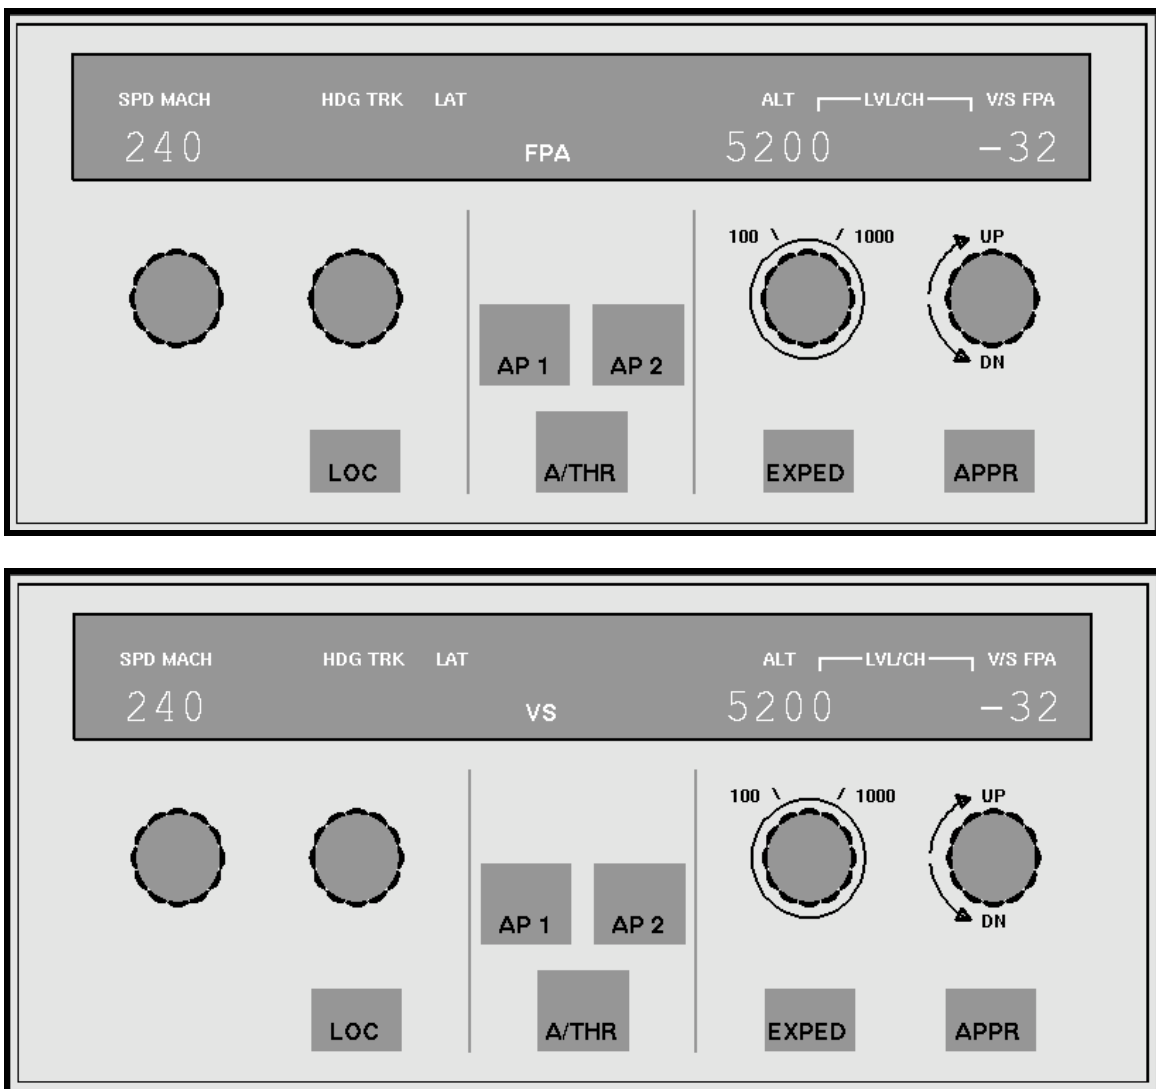 SPD MACH HDG TRK LAT ALT LVL/CH V/S FPA
240 FPA 5200 -32
100 1000 UP
AP 1 AP 2 DN
LOC A/THR EXPED APPR
SPD MACH HDG TRK LAT ALT LVL/CH V/S FPA
240 VS 5200 -32
100 1000 UP
AP 1 AP 2 DN
LOC A/THR EXPED APPR